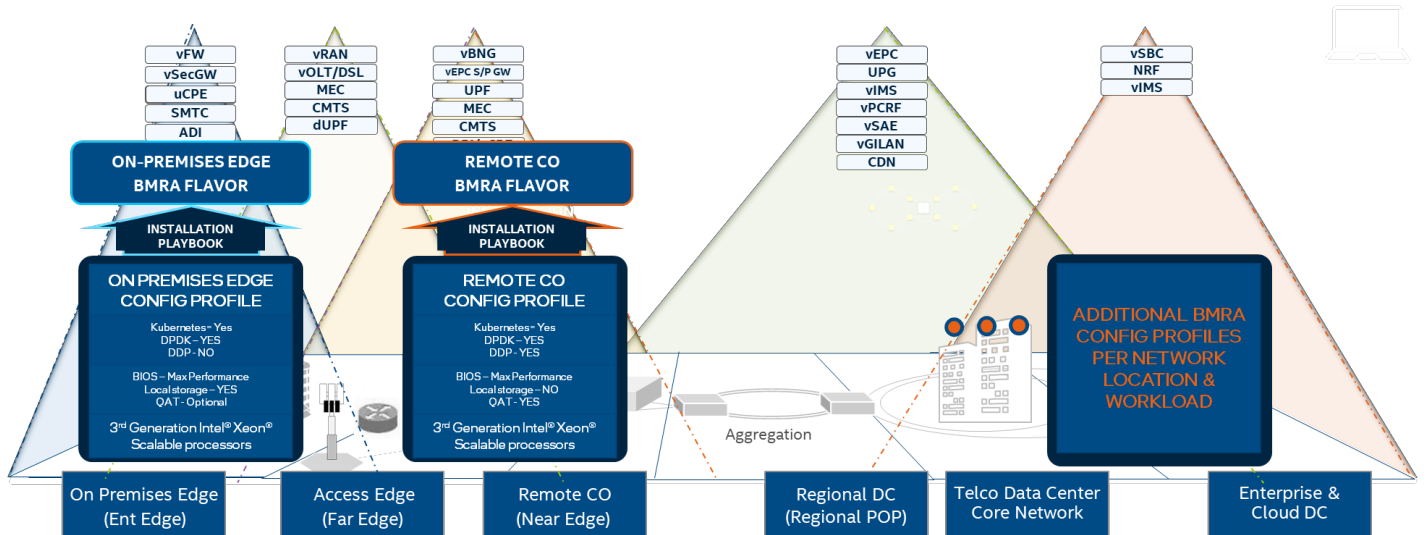 vFW
vSecGW
uCPE
SMTC
ADI
vRAN
vOLT/DSL
MEC
CMTS
dUPF
vBNG
vEPC S/P GW
UPF
MEC
CMTS
vEPC
UPG
vIMS
vPCRF
vSAE
vGILAN
CDN
vSBC
NRF
vIMS
ON-PREMISES EDGE
BMRA FLAVOR
REMOTE CO
BMRA FLAVOR
INSTALLATION
PLAYBOOK
INSTALLATION
PLAYBOOK
ON PREMISES EDGE
CONFIG PROFILE
Kubernetes – Yes
DPDK – YES
DDP - NO
BIOS – Max Performance
Local storage – YES
QAT - Optional
3rd Generation Intel® Xeon®
Scalable processors
REMOTE CO
CONFIG PROFILE
Kubernetes – Yes
DPDK – YES
DDP - YES
BIOS – Max Performance
Local storage – NO
QAT - YES
3rd Generation Intel® Xeon®
Scalable processors
Aggregation
ADDITIONAL BMRA
CONFIG PROFILES
PER NETWORK
LOCATION &
WORKLOAD
On Premises Edge
(Ent Edge)
Access Edge
(Far Edge)
Remote CO
(Near Edge)
Regional DC
(Regional POP)
Telco Data Center
Core Network
Enterprise &
Cloud DC